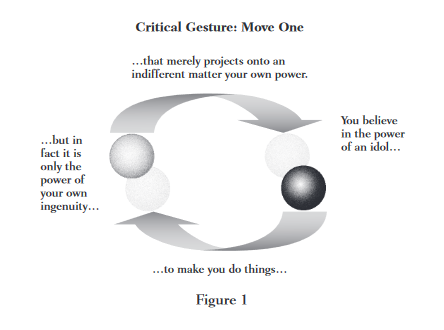 Critical Gesture: Move One
…that merely projects onto an
indifferent matter your own power.
You believe
in the power
of an idol…
…but in
fact it is
only the
power of
your own
ingenuity…
…to make you do things…
Figure 1